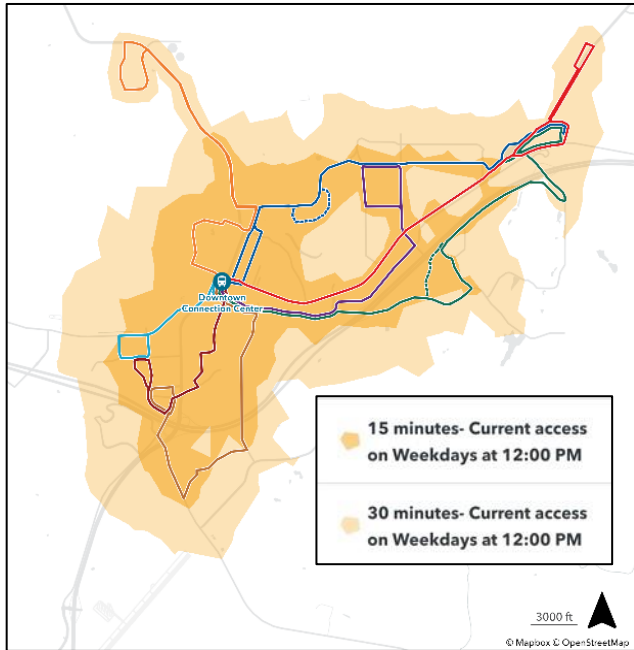 Downtown
Connection Center
15 minutes- Current access
on Weekdays at 12:00 PM
30 minutes- Current access
on Weekdays at 12:00 PM
3000 ft
© Mapbox © OpenStreetMap